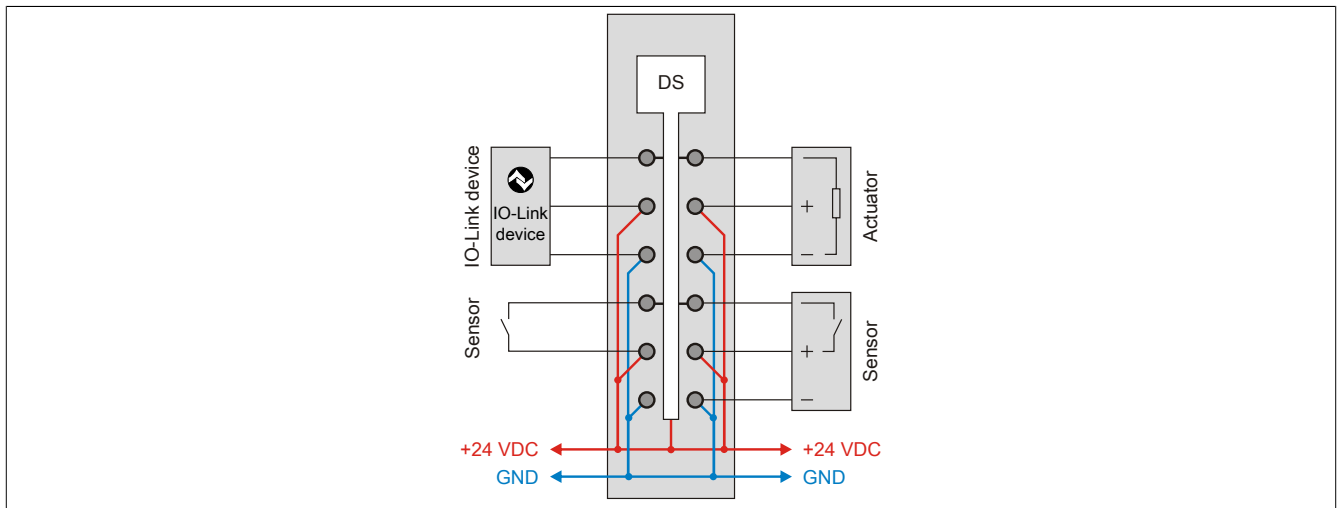 DS
IO-Link device
IO-Link
device
+
−
Actuator
Sensor
+
−
Sensor
+24 VDC
+24 VDC
GND
GND